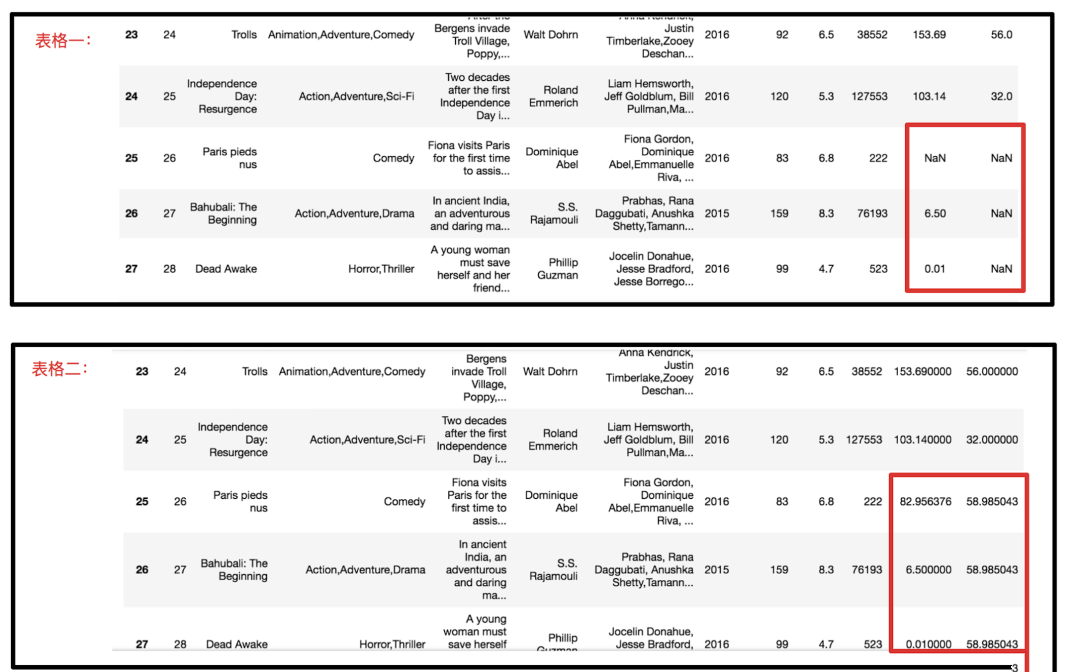 表格一：
23 24 Trolls Animation,Adventure,Comedy Bergens invade Troll Village, Poppy,... Walt Dohrn Justin Timberlake,Zooey Deschan... 2016 92 6.5 38552 153.69 56.0
24 25 Independence Day: Resurgence Action,Adventure,Sci-Fi Two decades after the first Independence Day i... Roland Emmerich Liam Hemsworth, Jeff Goldblum, Bill Pullman,Ma... 2016 120 5.3 127553 103.14 32.0
25 26 Paris pieds nus Comedy Fiona visits Paris for the first time to assis... Dominique Abel Fiona Gordon, Dominique Abel,Emmanuelle Riva, ... 2016 83 6.8 222 NaN NaN
26 27 Bahubali: The Beginning Action,Adventure,Drama In ancient India, an adventurous and daring ma... S.S. Rajamouli Prabhas, Rana Daggubati, Anushka Shetty,Tamann... 2015 159 8.3 76193 6.50 NaN
27 28 Dead Awake Horror,Thriller A young woman must save herself and her friend... Phillip Guzman Jocelin Donahue, Jesse Bradford, Jesse Borrego... 2016 99 4.7 523 0.01 NaN
表格二：
23 24 Trolls Animation,Adventure,Comedy Bergens invade Troll Village, Poppy,... Walt Dohrn Anna Kendrick, Justin Timberlake,Zooey Deschan... 2016 92 6.5 38552 153.690000 56.000000
24 25 Independence Day: Resurgence Action,Adventure,Sci-Fi Two decades after the first Independence Day i... Roland Emmerich Liam Hemsworth, Jeff Goldblum, Bill Pullman,Ma... 2016 120 5.3 127553 103.140000 32.000000
25 26 Paris pieds nus Comedy Fiona visits Paris for the first time to assis... Dominique Abel Fiona Gordon, Dominique Abel,Emmanuelle Riva, ... 2016 83 6.8 222 82.956376 58.985043
26 27 Bahubali: The Beginning Action,Adventure,Drama In ancient India, an adventurous and daring ma... S.S. Rajamouli Prabhas, Rana Daggubati, Anushka Shetty,Tamann... 2015 159 8.3 76193 6.500000 58.985043
27 28 Dead Awake Horror,Thriller A young woman must save herself Phillip Jocelin Donahue, Jesse Bradford, 2016 99 4.7 523 0.010000 58.985043
3